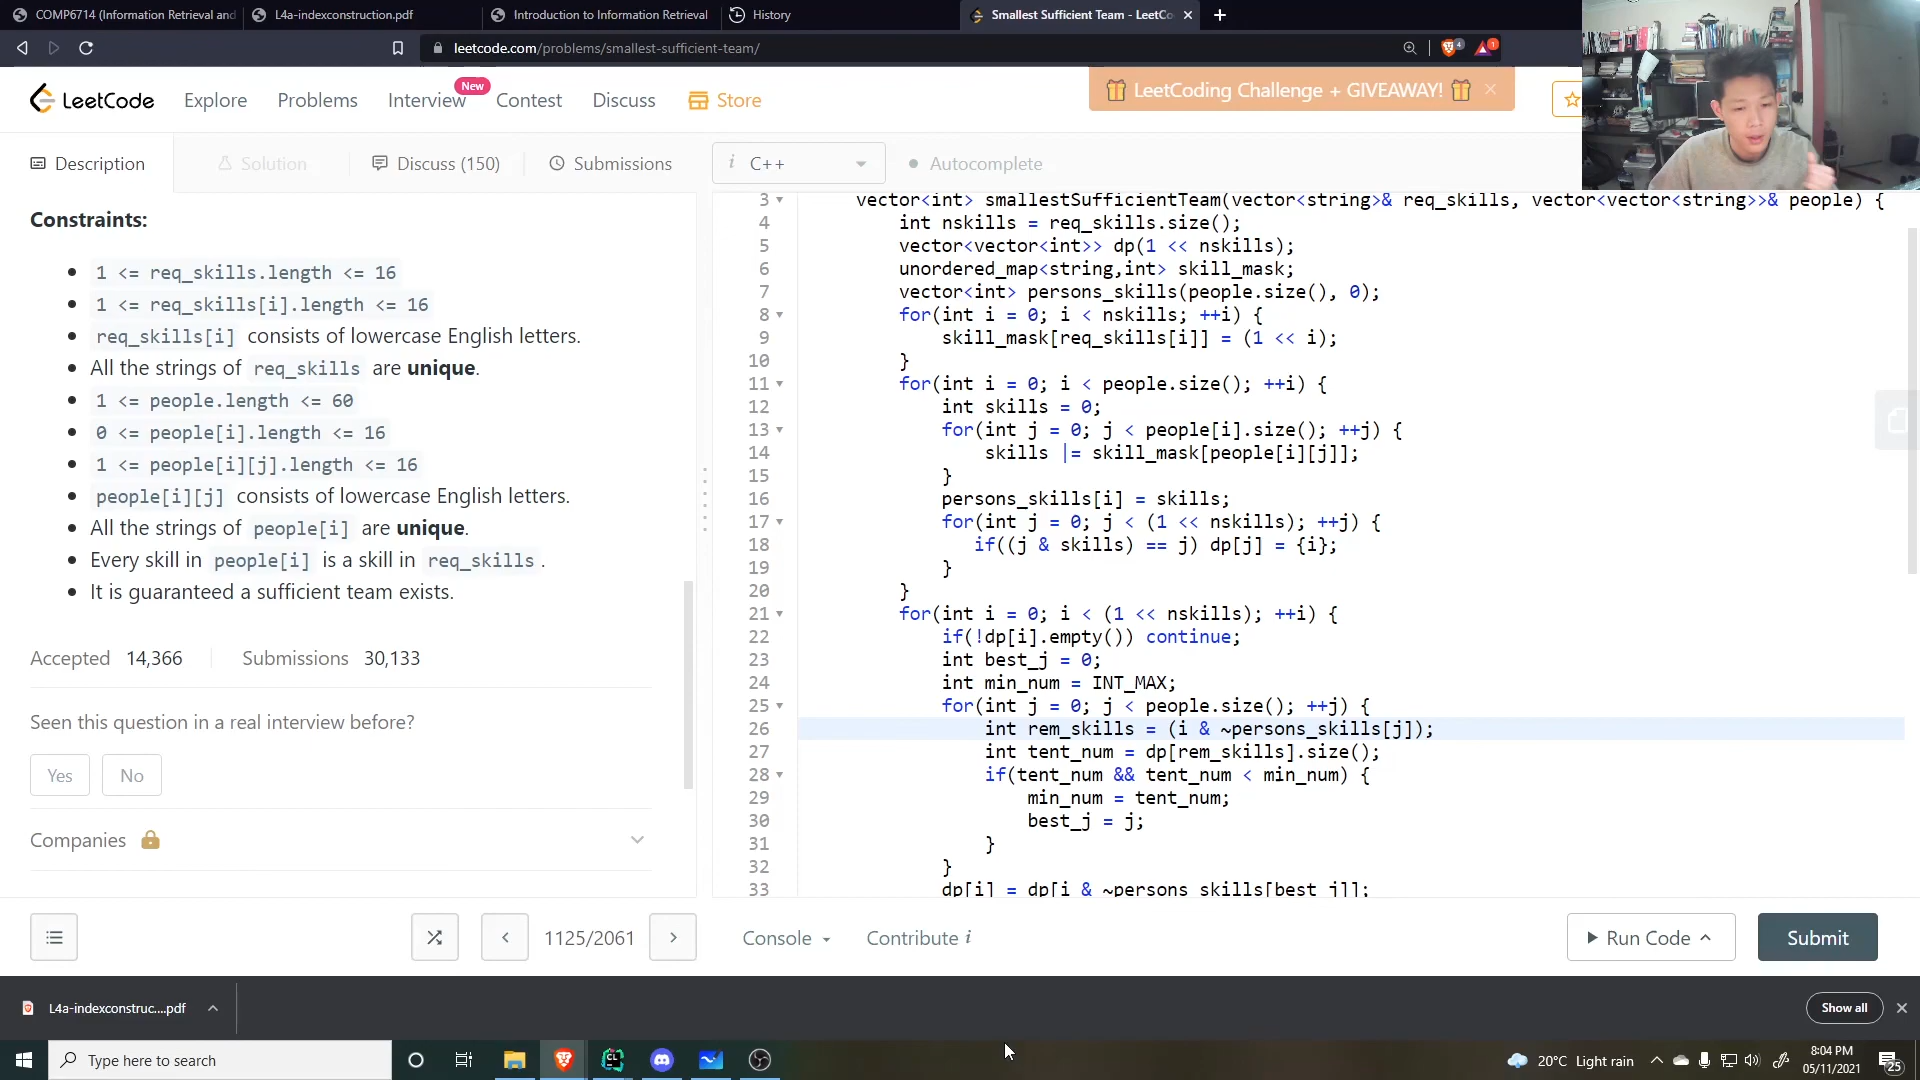 COMP6714 (Information Retrieval and
L4a-indexconstruction.pdf
Introduction to Information Retrieval
History
Smallest Sufficient Team - LeetCo
leetcode.com/problems/smallest-sufficient-team/
4
1
LeetCode
Explore
Problems
Interview
New
Contest
Discuss
Store
LeetCoding Challenge + GIVEAWAY!
Description
Solution
Discuss (150)
Submissions
i C++
Autocomplete
Constraints:
1 <= req_skills.length <= 16
1 <= req_skills[i].length <= 16
req_skills[i] consists of lowercase English letters.
All the strings of req_skills are unique.
1 <= people.length <= 60
0 <= people[i].length <= 16
1 <= people[i][j].length <= 16
people[i][j] consists of lowercase English letters.
All the strings of people[i] are unique.
Every skill in people[i] is a skill in req_skills .
It is guaranteed a sufficient team exists.
Accepted 14,366
Submissions 30,133
Seen this question in a real interview before?
Yes
No
Companies
3 vector<int> smallestSufficientTeam(vector<string>& req_skills, vector<vector<string>>& people) {
4 int nskills = req_skills.size();
5 vector<vector<int>> dp(1 << nskills);
6 unordered_map<string,int> skill_mask;
7 vector<int> persons_skills(people.size(), 0);
8 for(int i = 0; i < nskills; ++i) {
9 skill_mask[req_skills[i]] = (1 << i);
10 }
11 for(int i = 0; i < people.size(); ++i) {
12 int skills = 0;
13 for(int j = 0; j < people[i].size(); ++j) {
14 skills |= skill_mask[people[i][j]];
15 }
16 persons_skills[i] = skills;
17 for(int j = 0; j < (1 << nskills); ++j) {
18 if((j & skills) == j) dp[j] = {i};
19 }
20 }
21 for(int i = 0; i < (1 << nskills); ++i) {
22 if(!dp[i].empty()) continue;
23 int best_j = 0;
24 int min_num = INT_MAX;
25 for(int j = 0; j < people.size(); ++j) {
26 int rem_skills = (i & ~persons_skills[j]);
27 int tent_num = dp[rem_skills].size();
28 if(tent_num && tent_num < min_num) {
29 min_num = tent_num;
30 best_j = j;
31 }
32 }
33 dp[i] = dp[i & ~persons_skills[best_j]];
1125/2061
Console
Contribute i
Run Code
Submit
L4a-indexconstruc....pdf
Show all
Type here to search
CL
20°C Light rain
8:04 PM
05/11/2021
25